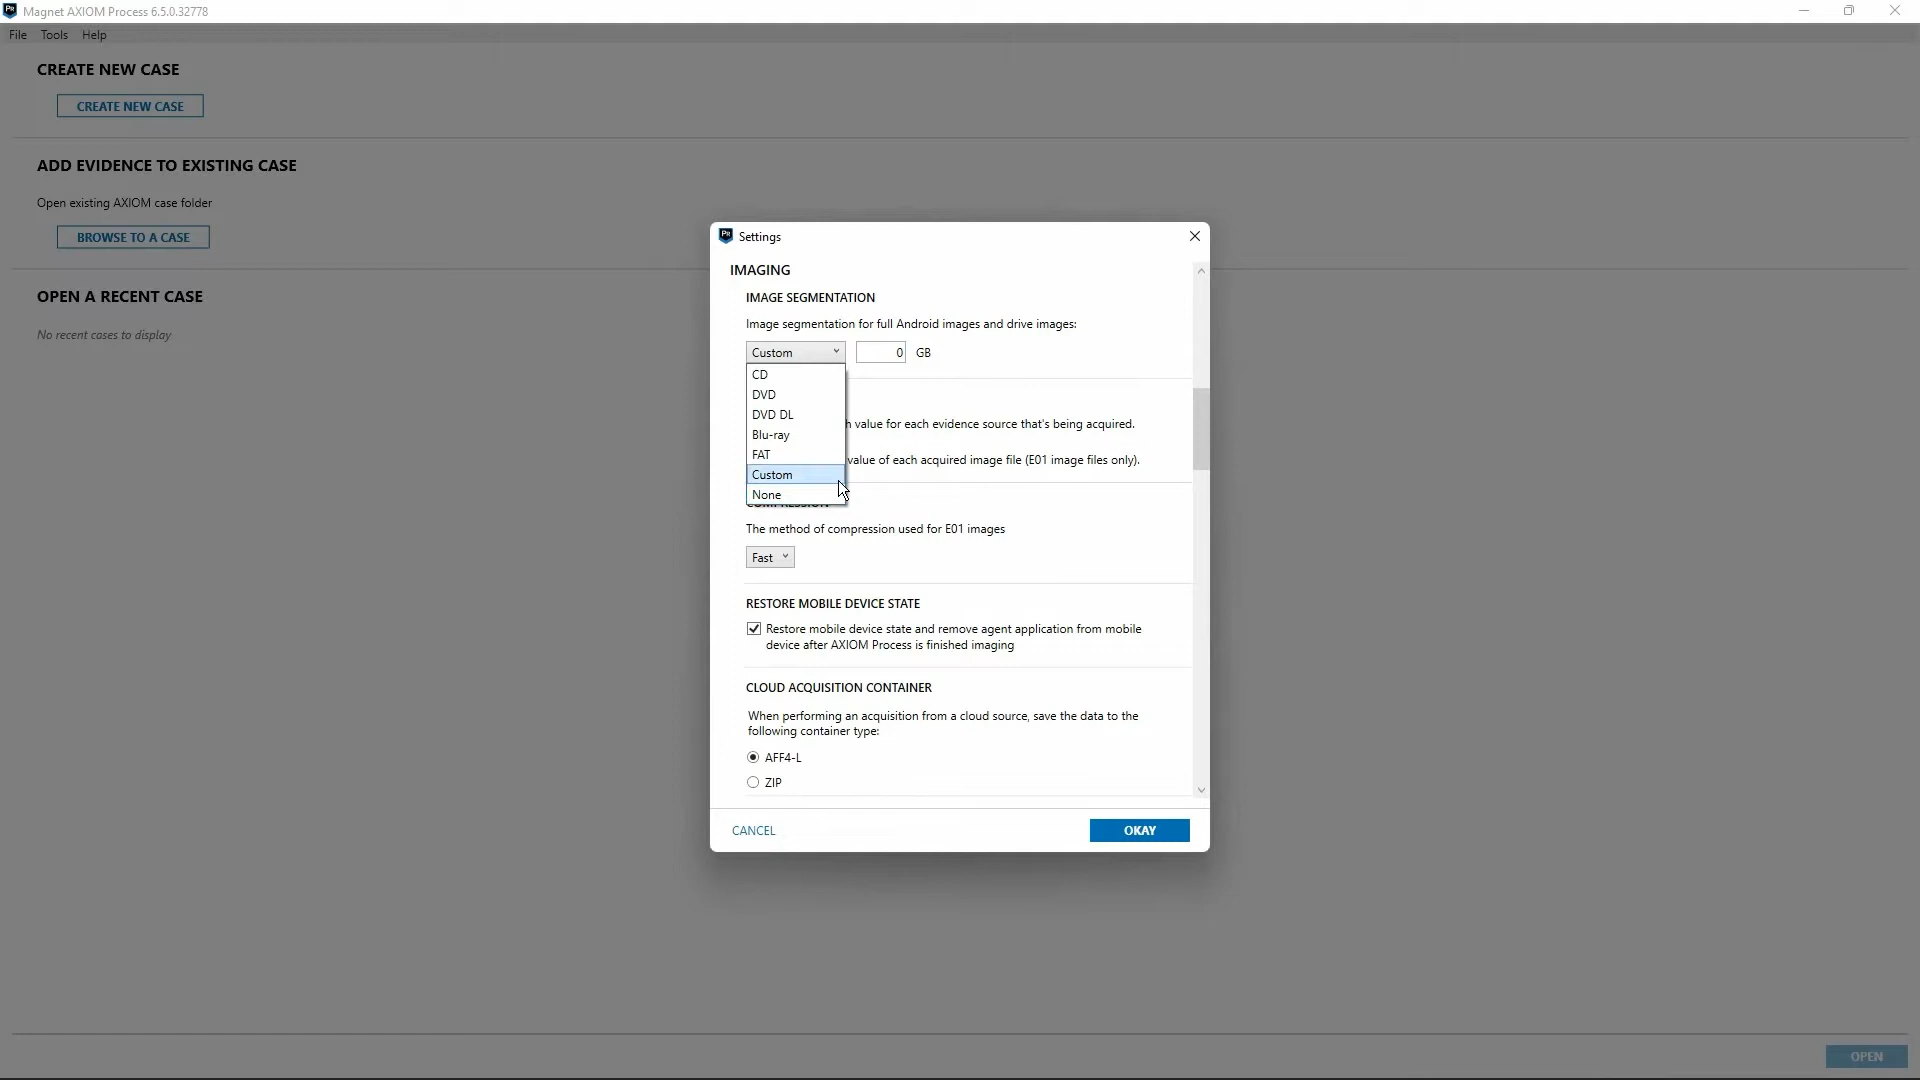 Magnet AXIOM Process 6.5.0.32778
File Tools Help
CREATE NEW CASE
CREATE NEW CASE
ADD EVIDENCE TO EXISTING CASE
Open existing AXIOM case folder
BROWSE TO A CASE
OPEN A RECENT CASE
No recent cases to display
Settings
IMAGING
IMAGE SEGMENTATION
Image segmentation for full Android images and drive images:
Custom 0 GB
CD
DVD
DVD DL
value for each evidence source that's being acquired.
Blu-ray
FAT
value of each acquired image file (E01 image files only).
Custom
None
The method of compression used for E01 images
Fast
RESTORE MOBILE DEVICE STATE
Restore mobile device state and remove agent application from mobile
device after AXIOM Process is finished imaging
CLOUD ACQUISITION CONTAINER
When performing an acquisition from a cloud source, save the data to the
following container type:
AFF4-L
ZIP
CANCEL OKAY
OPEN